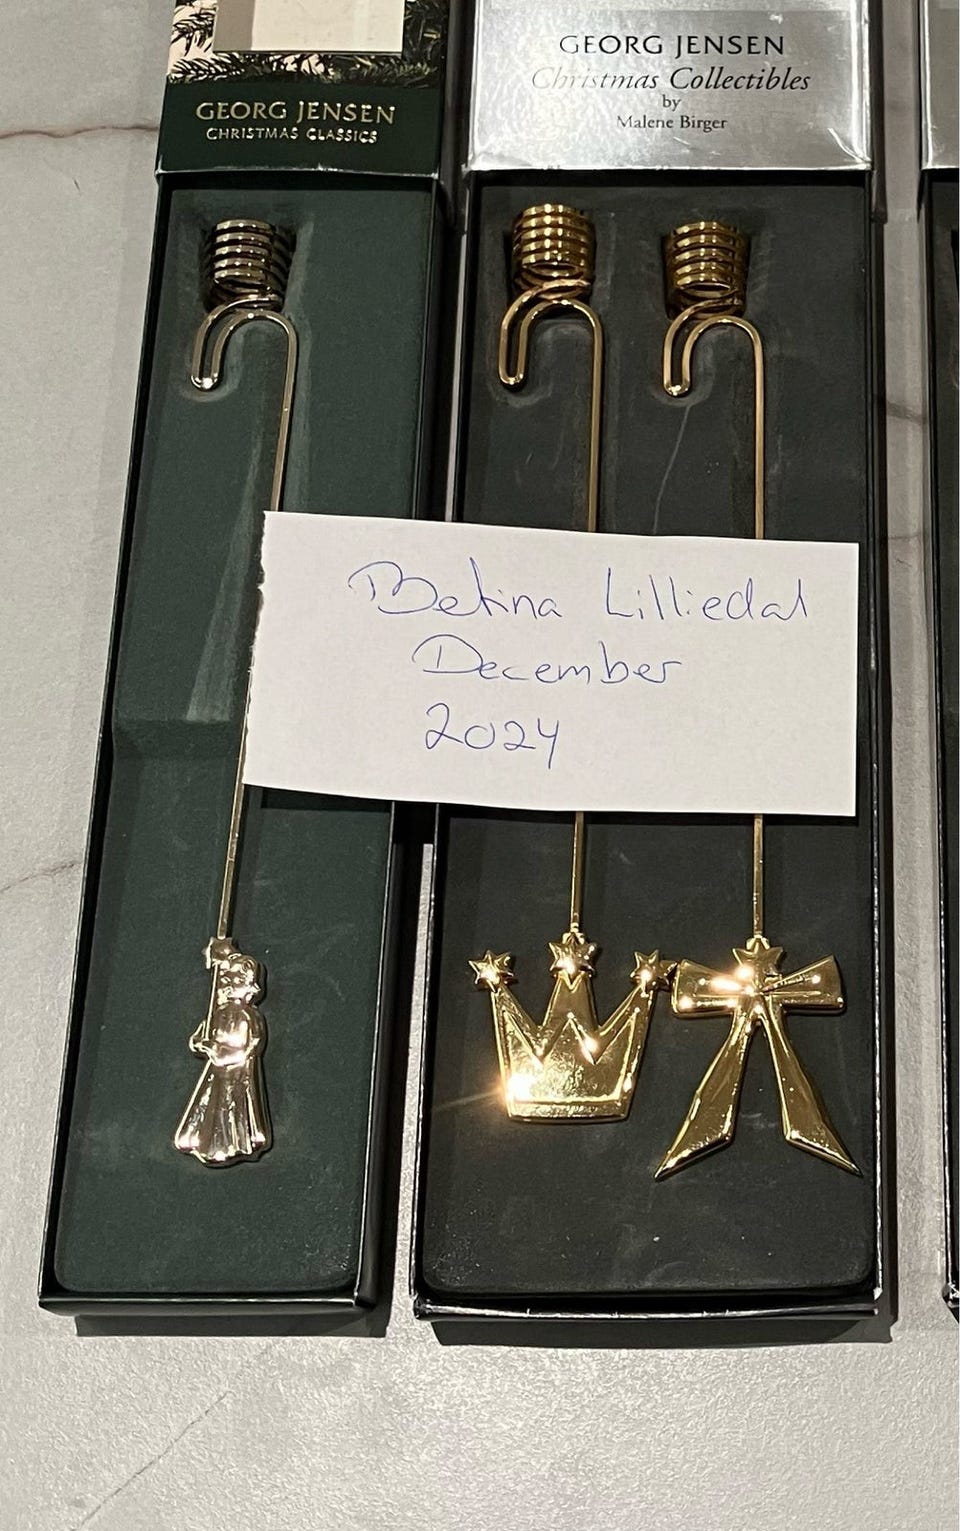 GEORG JENSEN
CHRISTMAS CLASSICS
GEORG JENSEN
Christmas Collectibles
by
Malene Birger
Betina Lilliedal
December
2024